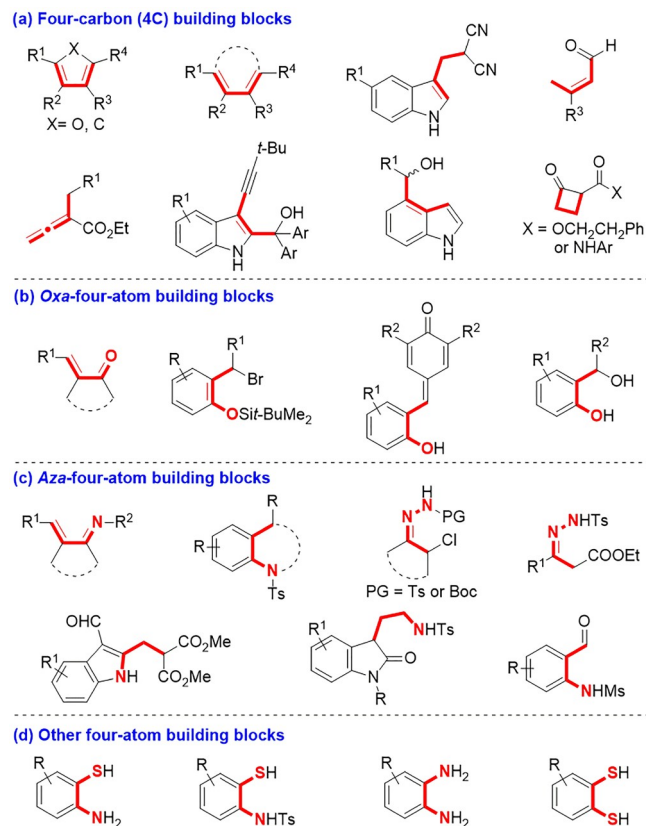 (a) Four-carbon (4C) building blocks
R¹ X R⁴
R² R³
X= O, C
R¹ R⁴
R² R³
R¹ CN
CN
N
H
O
H
R³
R¹
CO₂Et
t-Bu
R¹
OH
Ar
N
H
Ar
R¹ OH
N
H
O O
X
X = OCH₂CH₂Ph
or NHAr
(b) Oxa-four-atom building blocks
R¹ O
R R¹
Br
OSit-BuMe₂
O
R² R²
R¹
OH
R¹ R²
OH
OH
(c) Aza-four-atom building blocks
R¹ N R²
R
R
N
Ts
H
N
N PG
Cl
PG = Ts or Boc
N NHTs
R¹ COOEt
OHC
R¹
N
H
COOMe
COOMe
R¹
NHTs
O
N
R
R O
NHMs
(d) Other four-atom building blocks
R SH
NH₂
R SH
NHTs
R NH₂
NH₂
R SH
SH